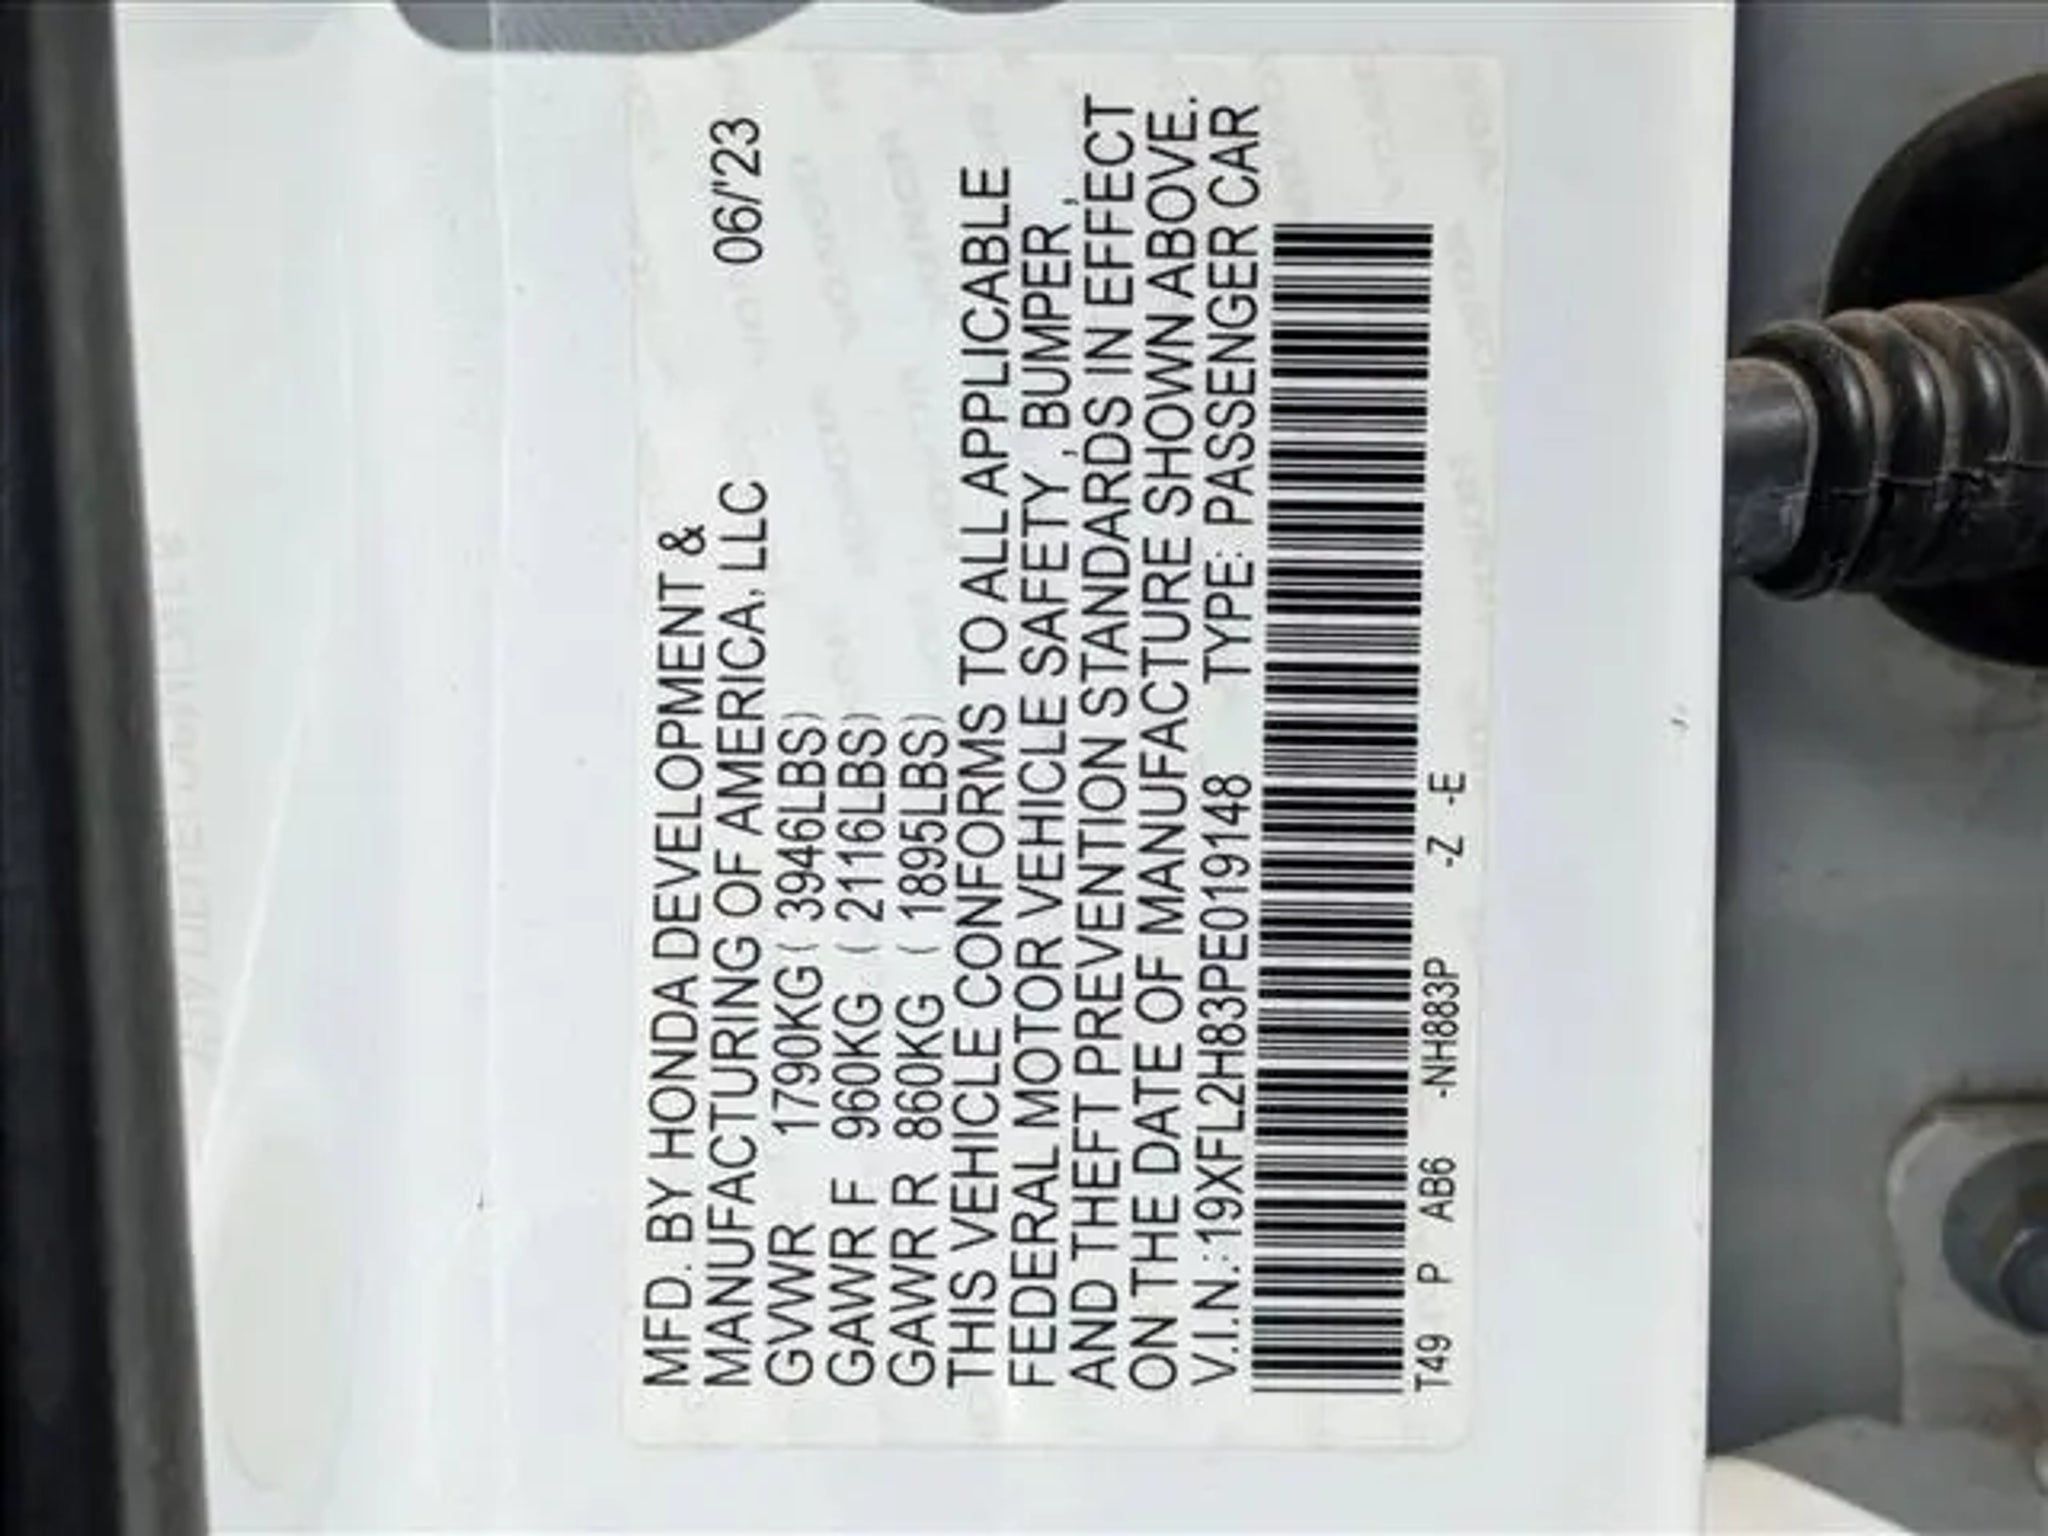 MFD. BY HONDA DEVELOPMENT &
MANUFACTURING OF AMERICA, LLC 06/'23
GVWR 1790KG ( 3946LBS)
GAWR F 960KG ( 2116LBS)
GAWR R 860KG ( 1895LBS)
THIS VEHICLE CONFORMS TO ALL APPLICABLE
FEDERAL MOTOR VEHICLE SAFETY , BUMPER ,
AND THEFT PREVENTION STANDARDS IN EFFECT
ON THE DATE OF MANUFACTURE SHOWN ABOVE.
V.I.N.:19XFL2H83PE019148 TYPE: PASSENGER CAR
T49 P AB6 -NH883P -Z -E